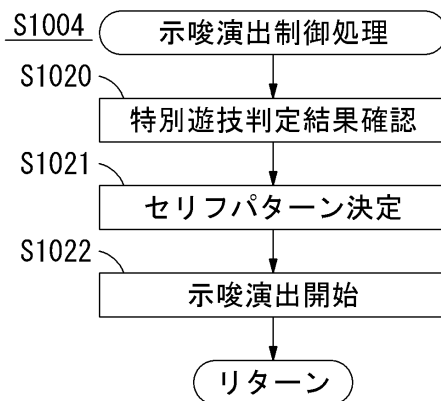 S1004
示唆演出制御処理
S1020
特別遊技判定結果確認
S1021
セリフパターン決定
S1022
示唆演出開始
リターン